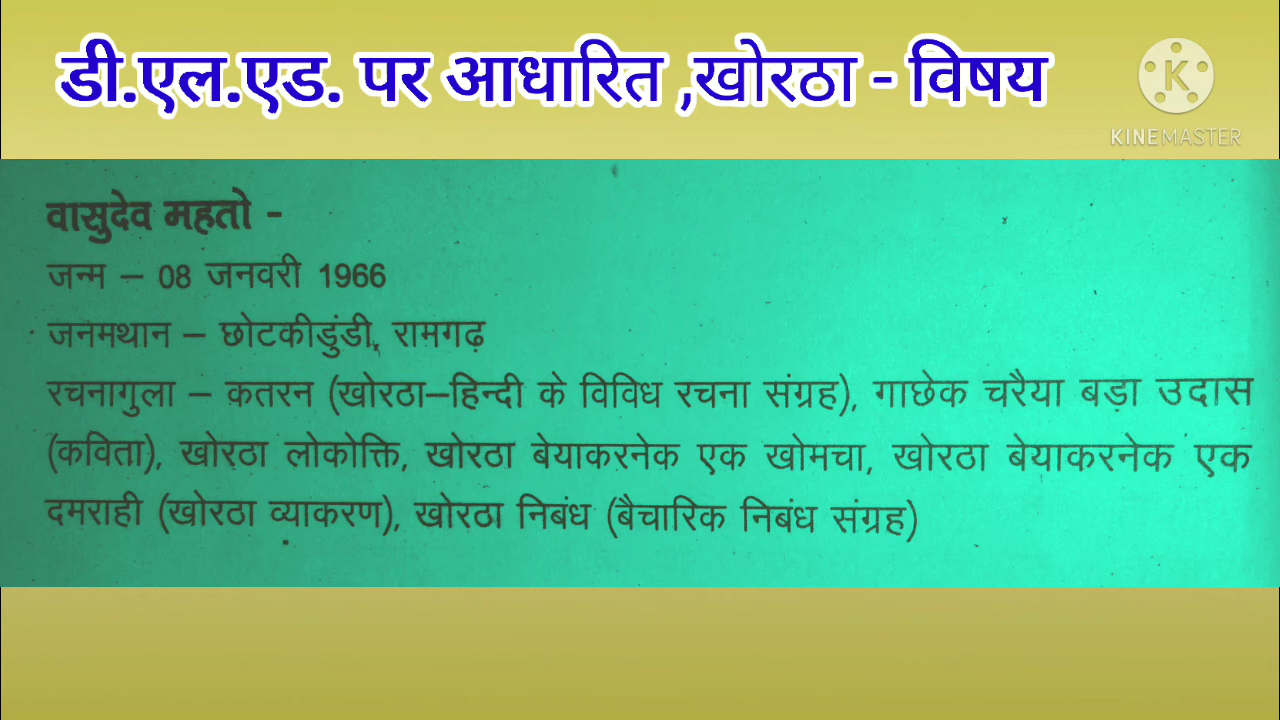 डी.एल.एड. पर आधारित ,खोरठा - विषय
K
KINEMASTER
वासुदेव महतो -
जन्म – 08 जनवरी 1966
जनमथान – छोटकीडुंडी, रामगढ़
रचनागुला – कतरन (खोरठा–हिन्दी के विविध रचना संग्रह), गाछेक चरैया बड़ा उदास
(कविता), खोरठा लोकोक्ति, खोरठा बेयाकरनेक एक खोमचा, खोरठा बेयाकरनेक एक
दमराही (खोरठा व्याकरण), खोरठा निबंध (बैचारिक निबंध संग्रह)